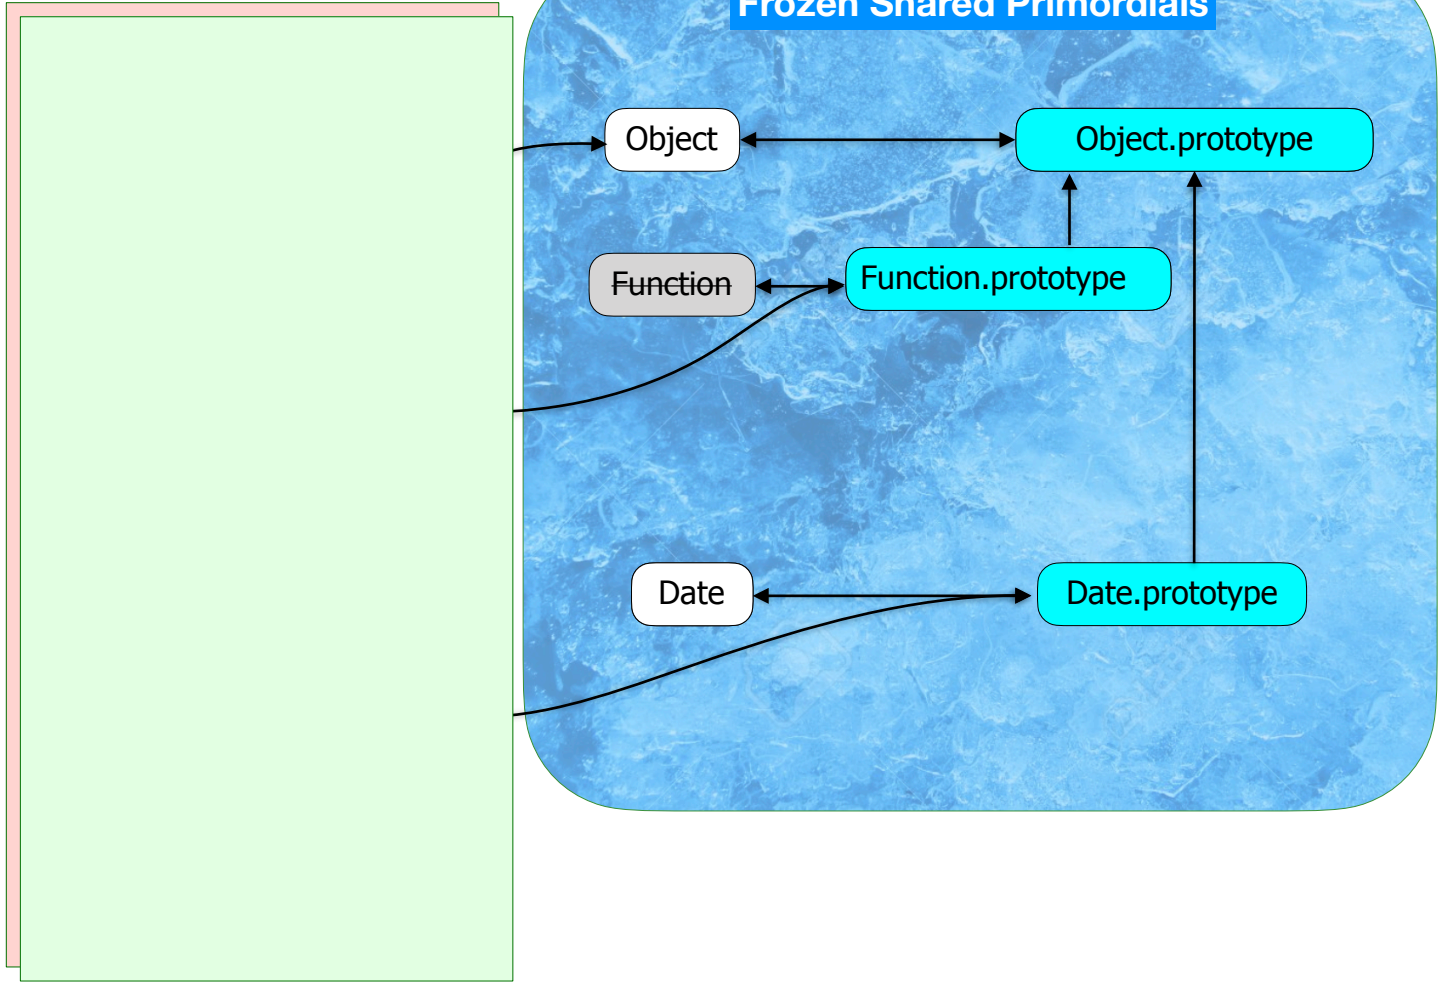 Frozen Shared Primordials
Object
Object.prototype
Function
Function.prototype
Date
Date.prototype